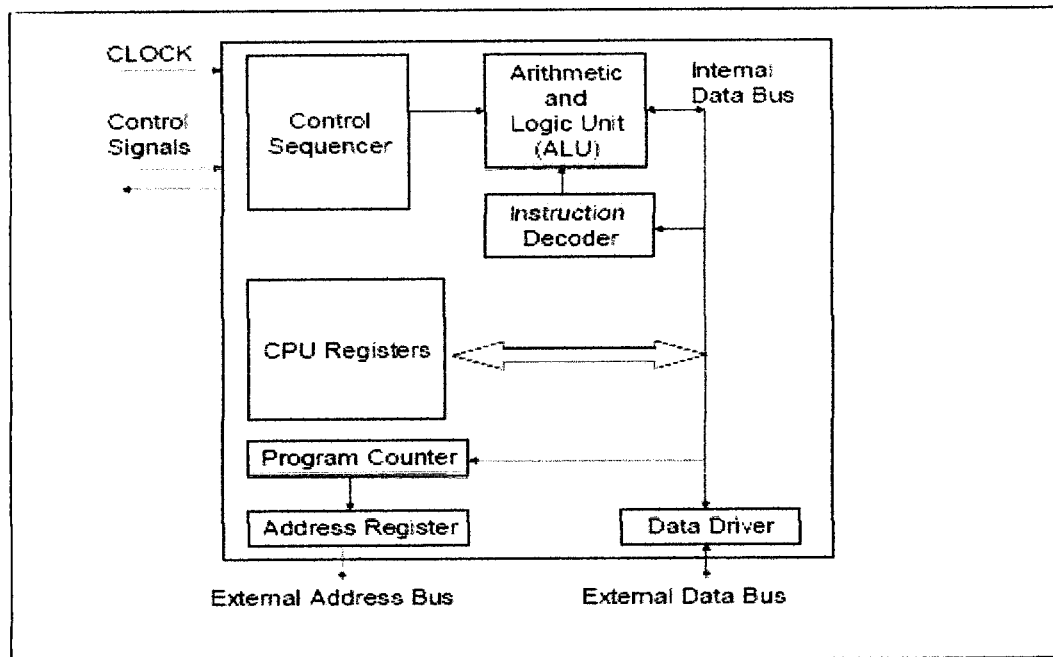 CLOCK
Control
Signals
Control
Sequencer
Arithmetic
and
Logic Unit
(ALU)
Internal
Data Bus
Instruction
Decoder
CPU Registers
Program Counter
Address Register
Data Driver
External Address Bus
External Data Bus